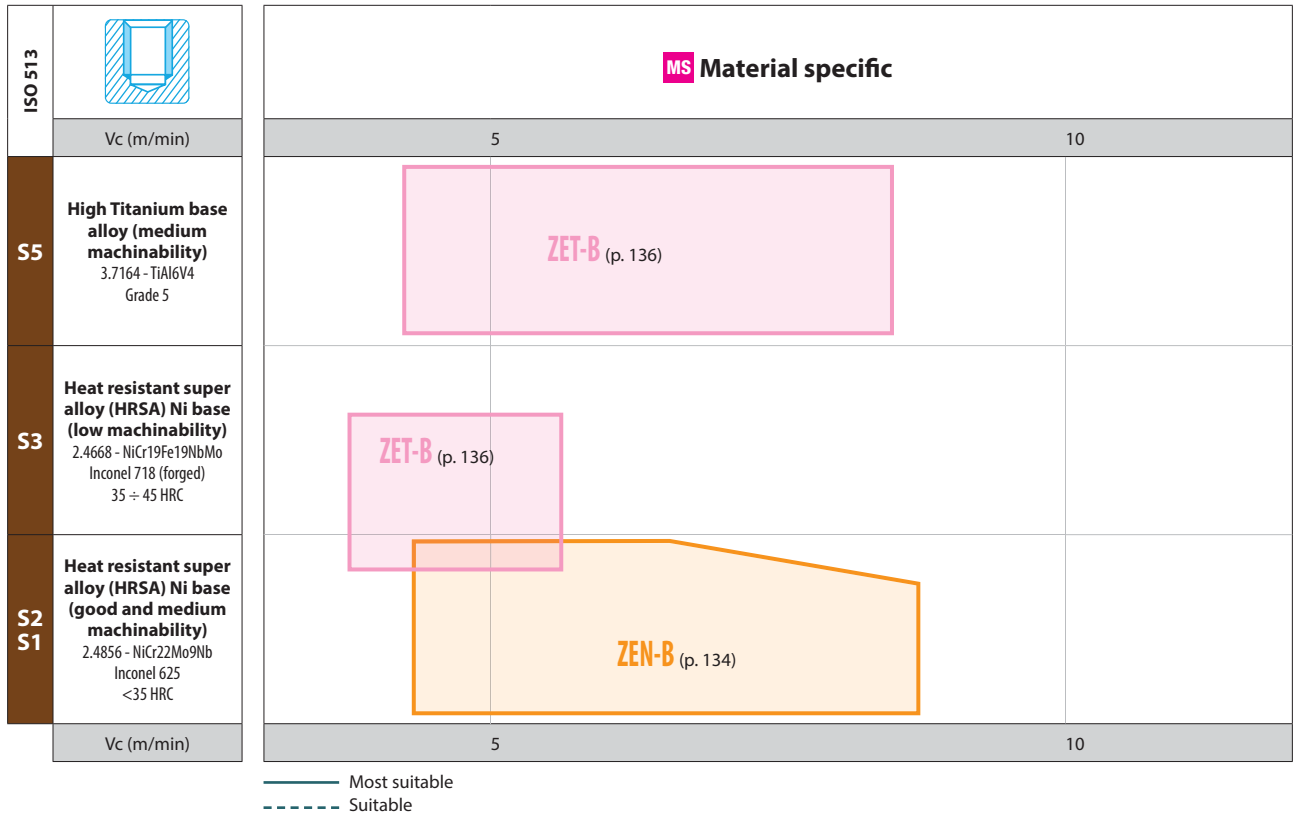 ISO 513
MS Material specific
Vc (m/min)
5
10
S5
High Titanium base
alloy (medium
machinability)
3.7164 - TiAl6V4
Grade 5
ZET-B (p. 136)
S3
Heat resistant super
alloy (HRSA) Ni base
(low machinability)
2.4668 - NiCr19Fe19NbMo
Inconel 718 (forged)
35 ÷ 45 HRC
ZET-B (p. 136)
S2
S1
Heat resistant super
alloy (HRSA) Ni base
(good and medium
machinability)
2.4856 - NiCr22Mo9Nb
Inconel 625
<35 HRC
ZEN-B (p. 134)
Vc (m/min)
5
10
Most suitable
Suitable